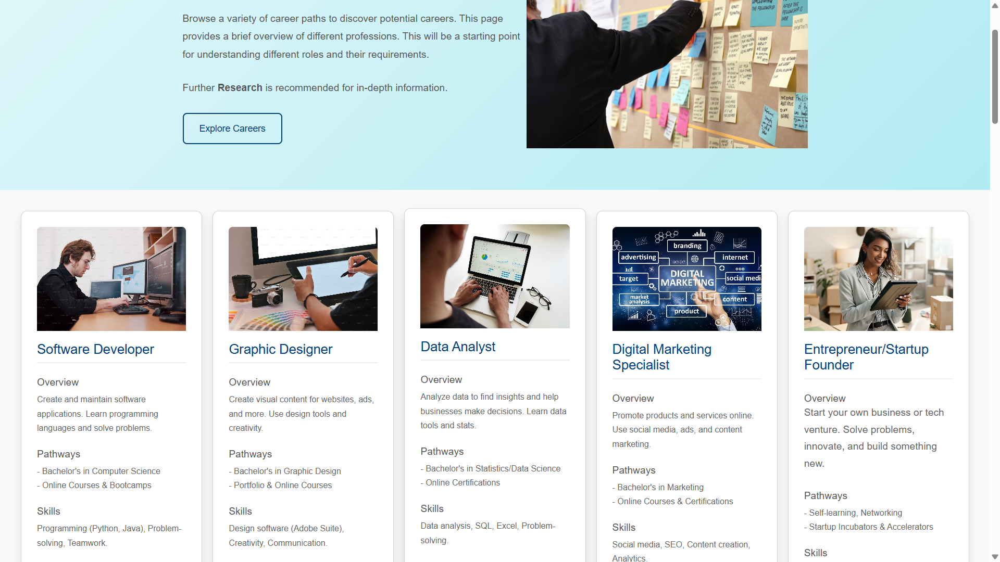 Browse a variety of career paths to discover potential careers. This page
provides a brief overview of different professions. This will be a starting point
for understanding different roles and their requirements.
Further Research is recommended for in-depth information.
Explore Careers
AFTER THE
FELLOWSHIP IS
OVER
branding
advertising
internet
DIGITAL
MARKETING
target
social medi
market
analysis
content
product
Software Developer
Overview
Create and maintain software
applications. Learn programming
languages and solve problems.
Pathways
- Bachelor's in Computer Science
- Online Courses & Bootcamps
Skills
Programming (Python, Java), Problem-
solving, Teamwork.
Graphic Designer
Overview
Create visual content for websites, ads,
and more. Use design tools and
creativity.
Pathways
- Bachelor's in Graphic Design
- Portfolio & Online Courses
Skills
Design software (Adobe Suite),
Creativity, Communication.
Data Analyst
Overview
Analyze data to find insights and help
businesses make decisions. Learn data
tools and stats.
Pathways
- Bachelor's in Statistics/Data Science
- Online Certifications
Skills
Data analysis, SQL, Excel, Problem-
solving.
Digital Marketing
Specialist
Overview
Promote products and services online.
Use social media, ads, and content
marketing.
Pathways
- Bachelor's in Marketing
- Online Courses & Certifications
Skills
Social media, SEO, Content creation,
Analytics.
Entrepreneur/Startup
Founder
Overview
Start your own business or tech
venture. Solve problems,
innovate, and build something
new.
Pathways
- Self-learning, Networking
- Startup Incubators & Accelerators
Skills